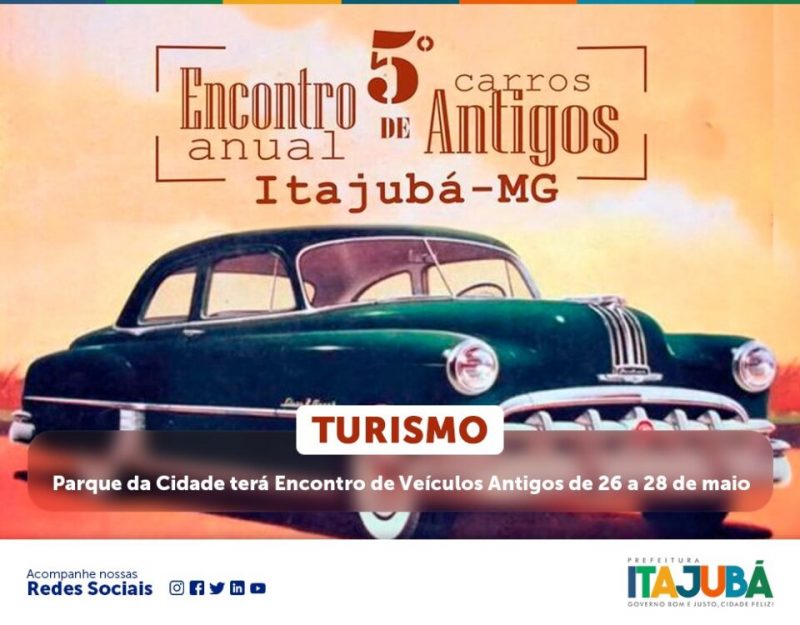 5º
Encontro
anual
DE
carros
Antigos
Itajubá-MG
TURISMO
Parque da Cidade terá Encontro de Veículos Antigos de 26 a 28 de maio
Acompanhe nossas
Redes Sociais
PREFEITURA
ITAJUBÁ
GOVERNO BOM E JUSTO, CIDADE FELIZ!